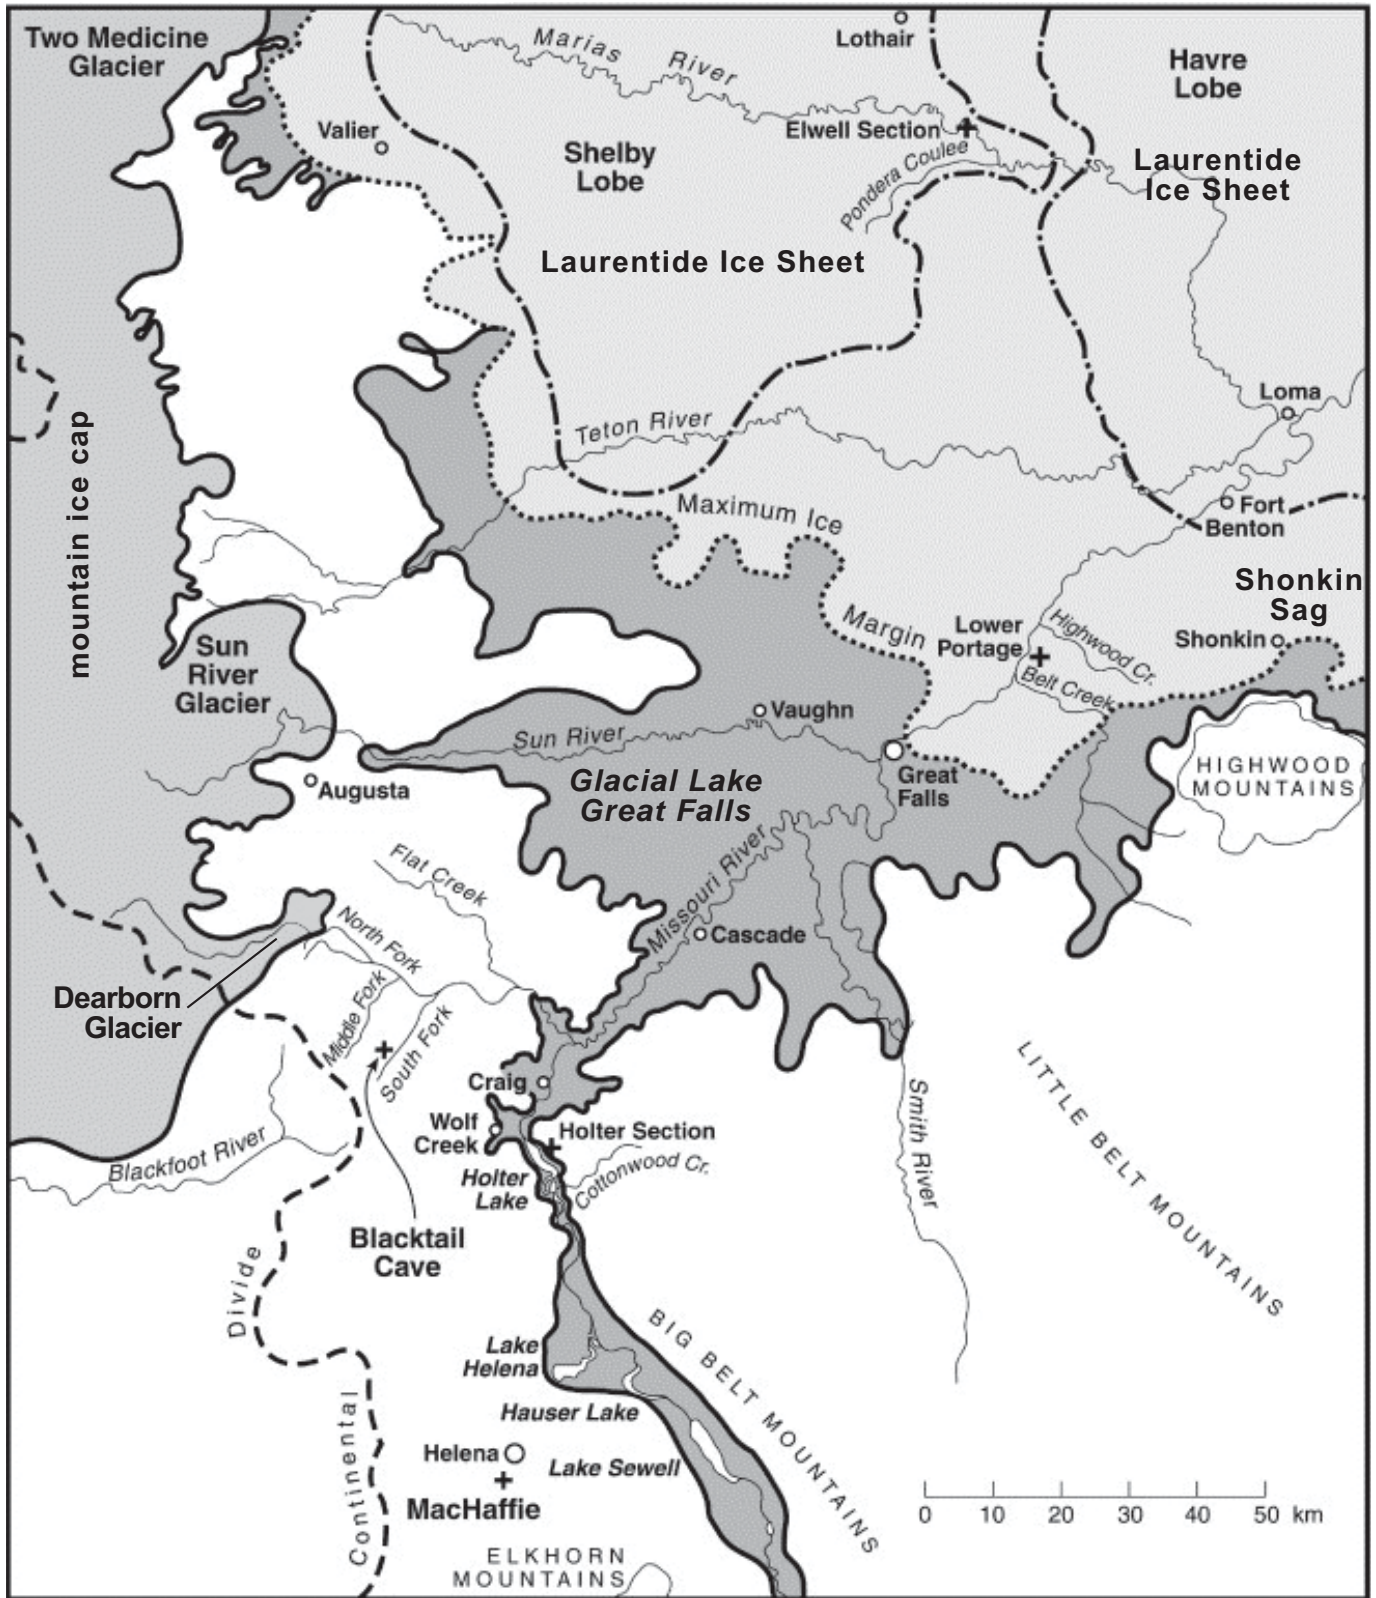 Two Medicine
Glacier
Marias River
Lothair
Havre
Lobe
Valier
Shelby
Lobe
Elwell Section
Pondera Coulee
Laurentide
Ice Sheet
Laurentide Ice Sheet
mountain ice cap
Teton River
Loma
Maximum Ice
Margin
Fort
Benton
Shonkin
Sag
Sun
River
Glacier
Lower
Portage
Highwood Cr.
Shonkin
Belt Creek
Vaughn
Sun River
Augusta
Glacial Lake
Great Falls
Great
Falls
HIGHWOOD
MOUNTAINS
Flat Creek
Missouri River
Cascade
North Fork
Dearborn
Glacier
Middle Fork
South Fork
Craig
Wolf
Creek
Holter Section
Cottonwood Cr.
Holter
Lake
Smith River
LITTLE BELT MOUNTAINS
Blackfoot River
Blacktail
Cave
Divide
Continental
BIG BELT MOUNTAINS
Lake
Helena
Hauser Lake
Helena
Lake Sewell
MacHaffie
ELKHORN
MOUNTAINS
0 10 20 30 40 50 km